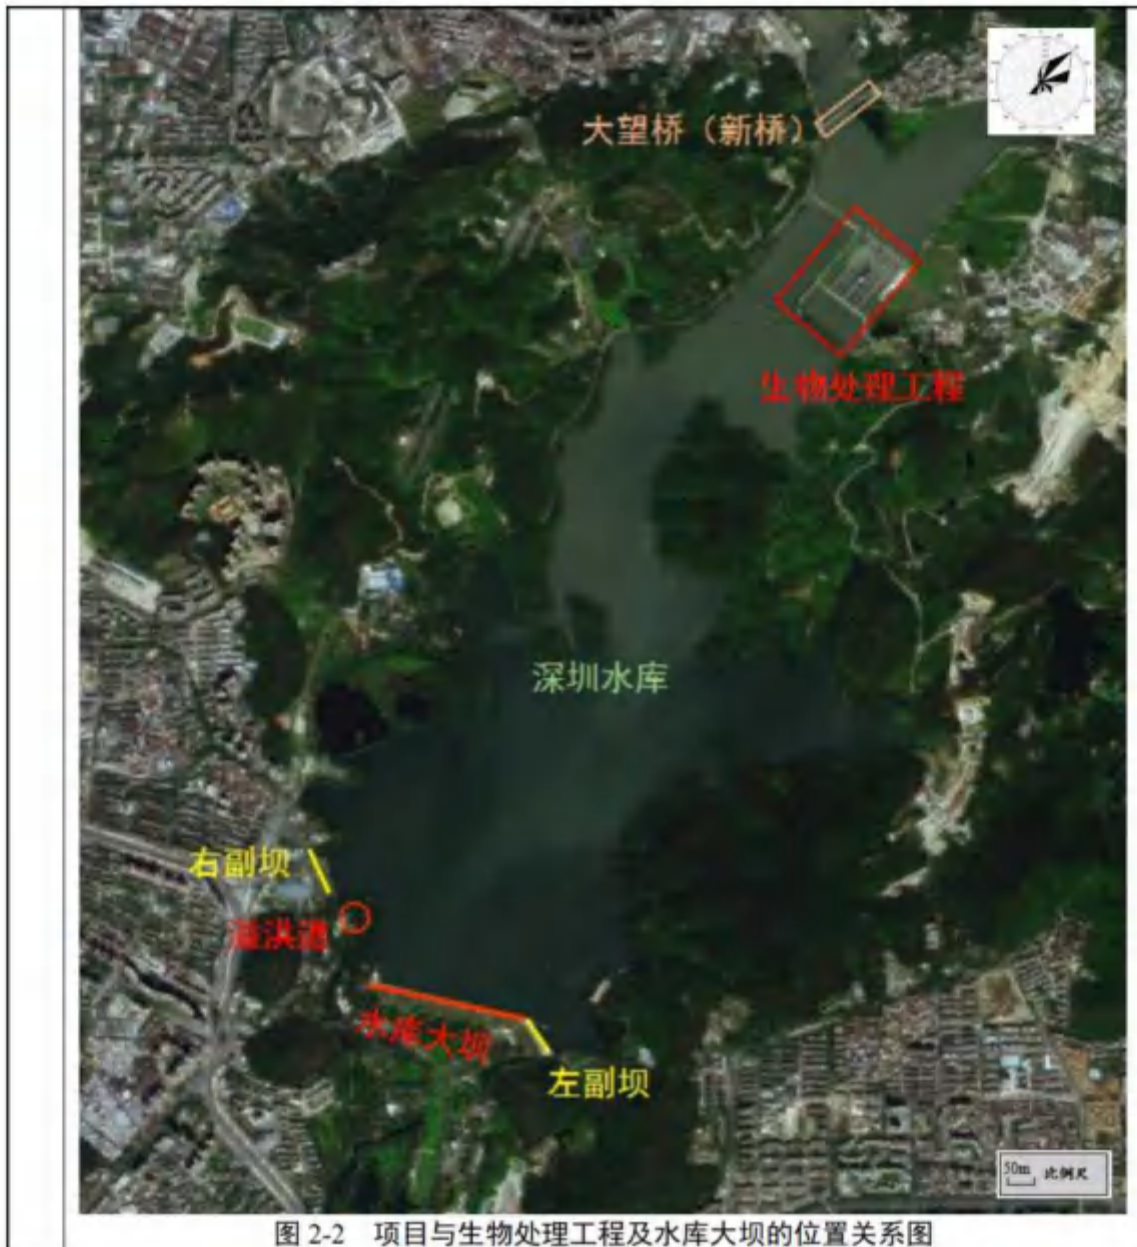 大望桥（新桥）
生物处理工程
深圳水库
右副坝
溢洪道
水库大坝
左副坝
50m 比例尺
图 2-2 项目与生物处理工程及水库大坝的位置关系图